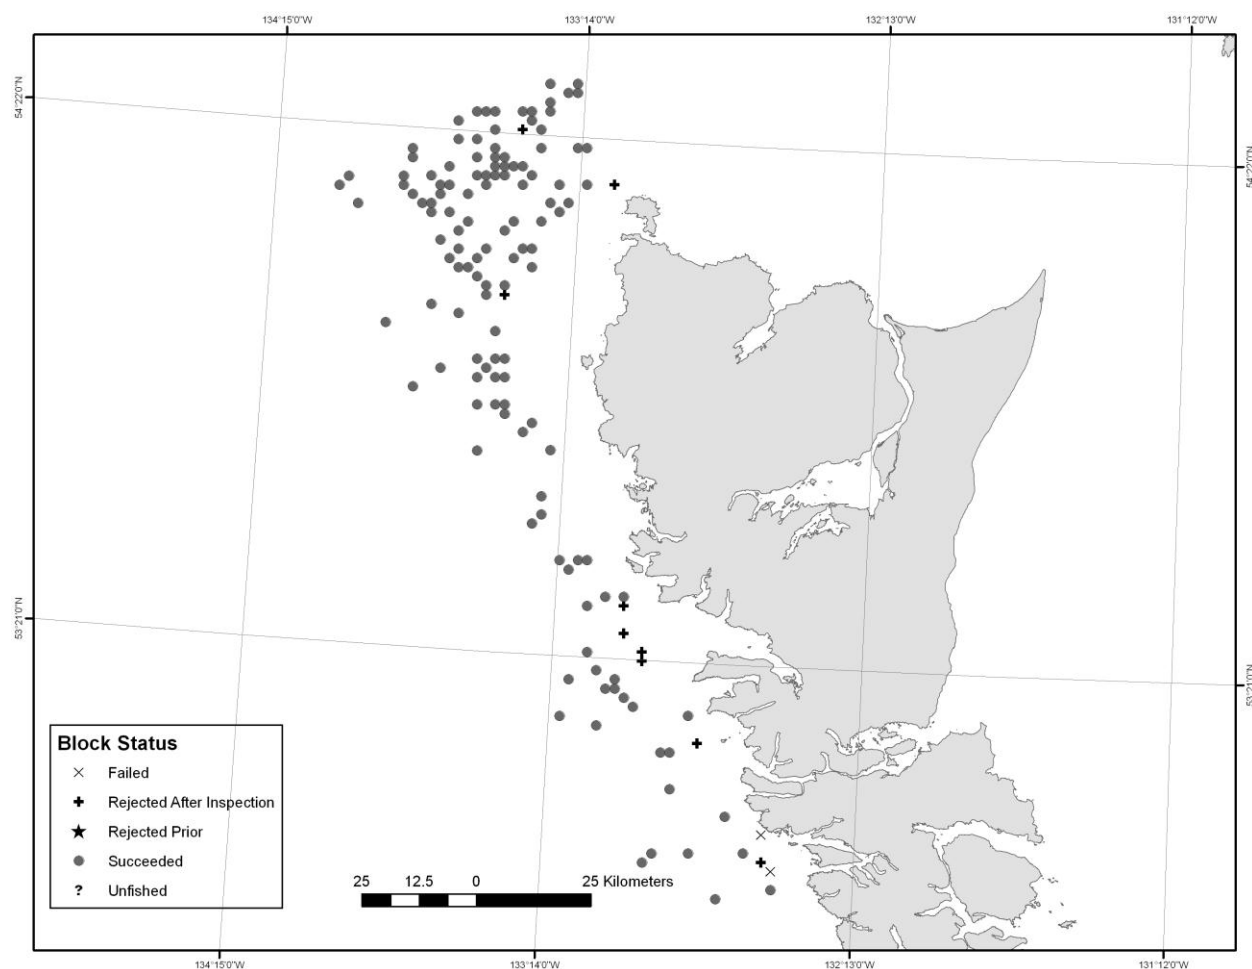 134°15'0"W 133°14'0"W 132°13'0"W 131°12'0"W
54°22'0"N
54°22'0"N
53°21'0"N
53°21'0"N
Block Status
Failed
Rejected After Inspection
Rejected Prior
Succeeded
? Unfished
25 12.5 0 25 Kilometers
134°15'0"W 133°14'0"W 132°13'0"W 131°12'0"W